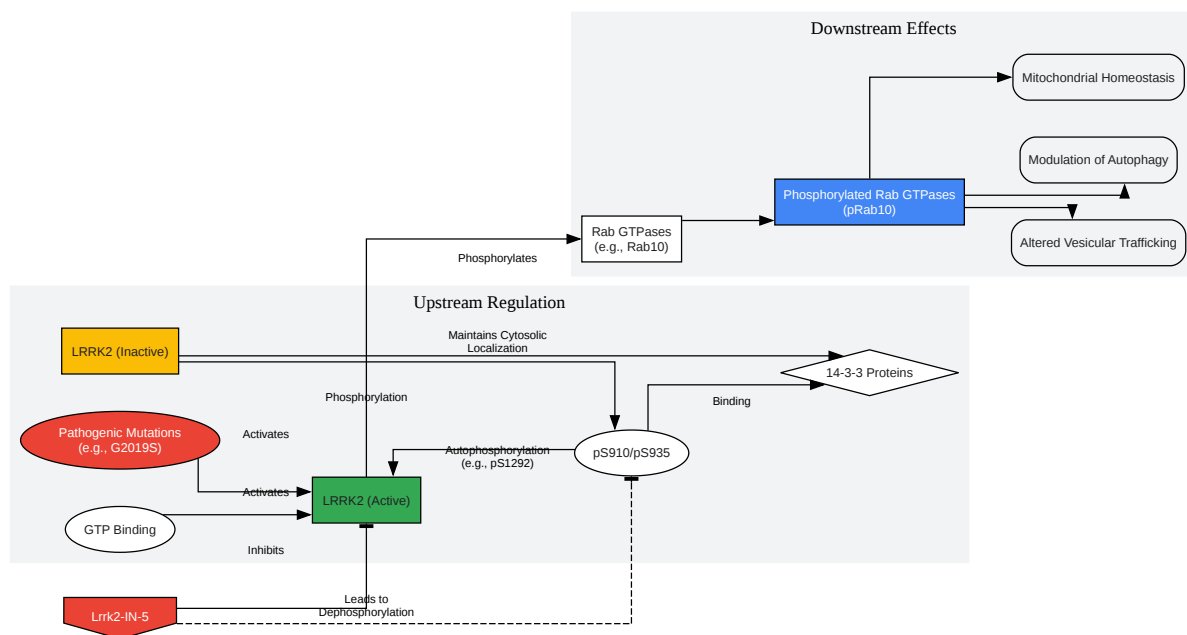 Downstream Effects
Mitochondrial Homeostasis
Modulation of Autophagy
Phosphorylated Rab GTPases
(pRab10)
Rab GTPases
(e.g., Rab10)
Altered Vesicular Trafficking
Phosphorylates
Upstream Regulation
LRRK2 (Inactive)
Maintains Cytosolic
Localization
14-3-3 Proteins
Phosphorylation
Binding
Pathogenic Mutations
(e.g., G2019S)
Activates
Autophosphorylation
(e.g., pS1292)
pS910/pS935
Activates
LRRK2 (Active)
GTP Binding
Inhibits
Leads to
Dephosphorylation
Lrrk2-IN-5